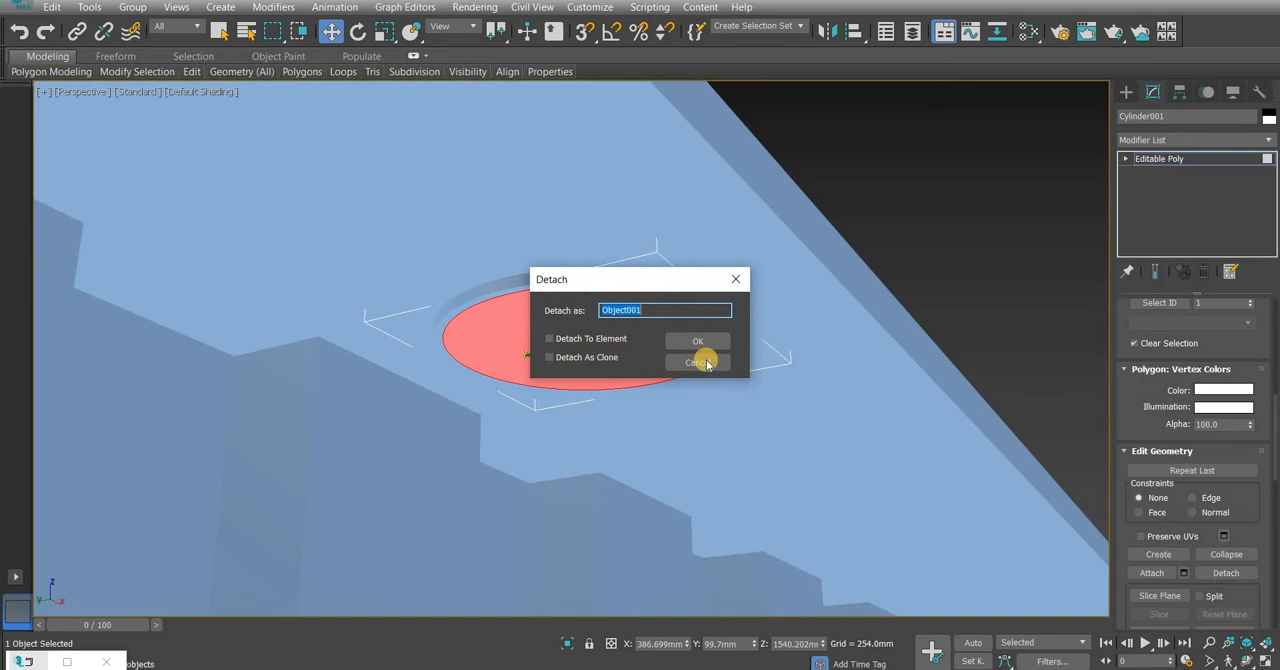 Edit Tools Group Views Create Modifiers Animation Graph Editors Rendering Civil View Customize Scripting Content Help
All View Create Selection Set
Modeling Freeform Selection Object Paint Populate
Polygon Modeling Modify Selection Edit Geometry (All) Polygons Loops Tris Subdivision Visibility Align Properties
[+] [Perspective] [Standard] [Default Shading]
Cylinder001
Modifier List
Editable Poly
Detach
Detach as: Object001
Detach To Element OK
Detach As Clone
Select ID 1
Clear Selection
Polygon: Vertex Colors
Color:
Illumination:
Alpha: 100.0
Edit Geometry
Repeat Last
Constraints
None Edge
Face Normal
Preserve UVs
Create Collapse
Attach Detach
Slice Plane Split
Slice Reset Plane
z
y x
< 0 / 100 >
1 Object Selected X: 386.699mm Y: 99.7mm Z: 1540.202m Grid = 254.0mm Auto Selected
objects Add Time Tag Set K. Filters... 0